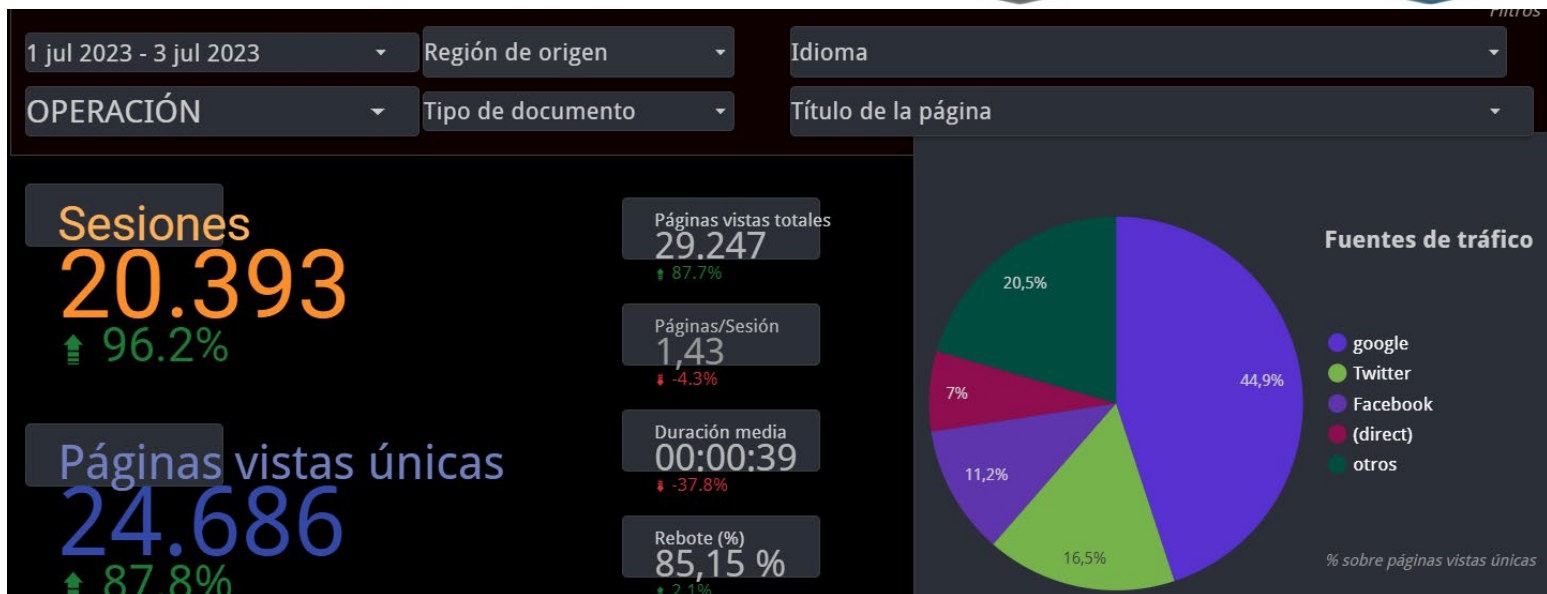 Filtros
1 jul 2023 - 3 jul 2023
Región de origen
Idioma
OPERACIÓN
Tipo de documento
Título de la página
Sesiones
20.393
96.2%
Páginas vistas únicas
24.686
87.8%
Páginas vistas totales
29.247
87.7%
Páginas/Sesión
1,43
-4.3%
Duración media
00:00:39
-37.8%
Rebote (%)
85,15 %
2.1%
20,5%
7%
11,2%
16,5%
44,9%
Fuentes de tráfico
google
Twitter
Facebook
(direct)
otros
% sobre páginas vistas únicas